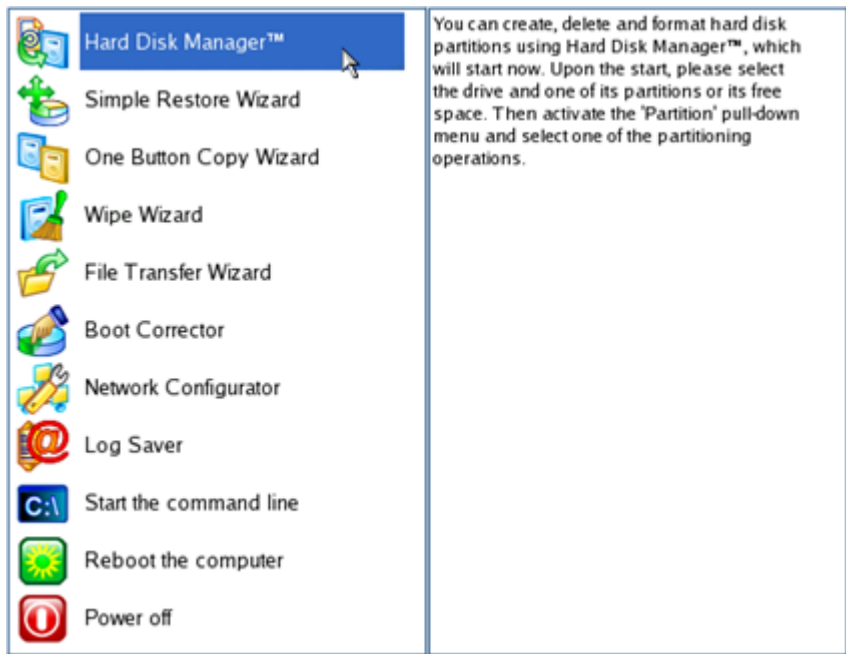 Hard Disk Manager™
Simple Restore Wizard
One Button Copy Wizard
Wipe Wizard
File Transfer Wizard
Boot Corrector
Network Configurator
Log Saver
C:\
Start the command line
Reboot the computer
Power off
You can create, delete and format hard disk
partitions using Hard Disk Manager™, which
will start now. Upon the start, please select
the drive and one of its partitions or its free
space. Then activate the 'Partition' pull-down
menu and select one of the partitioning
operations.